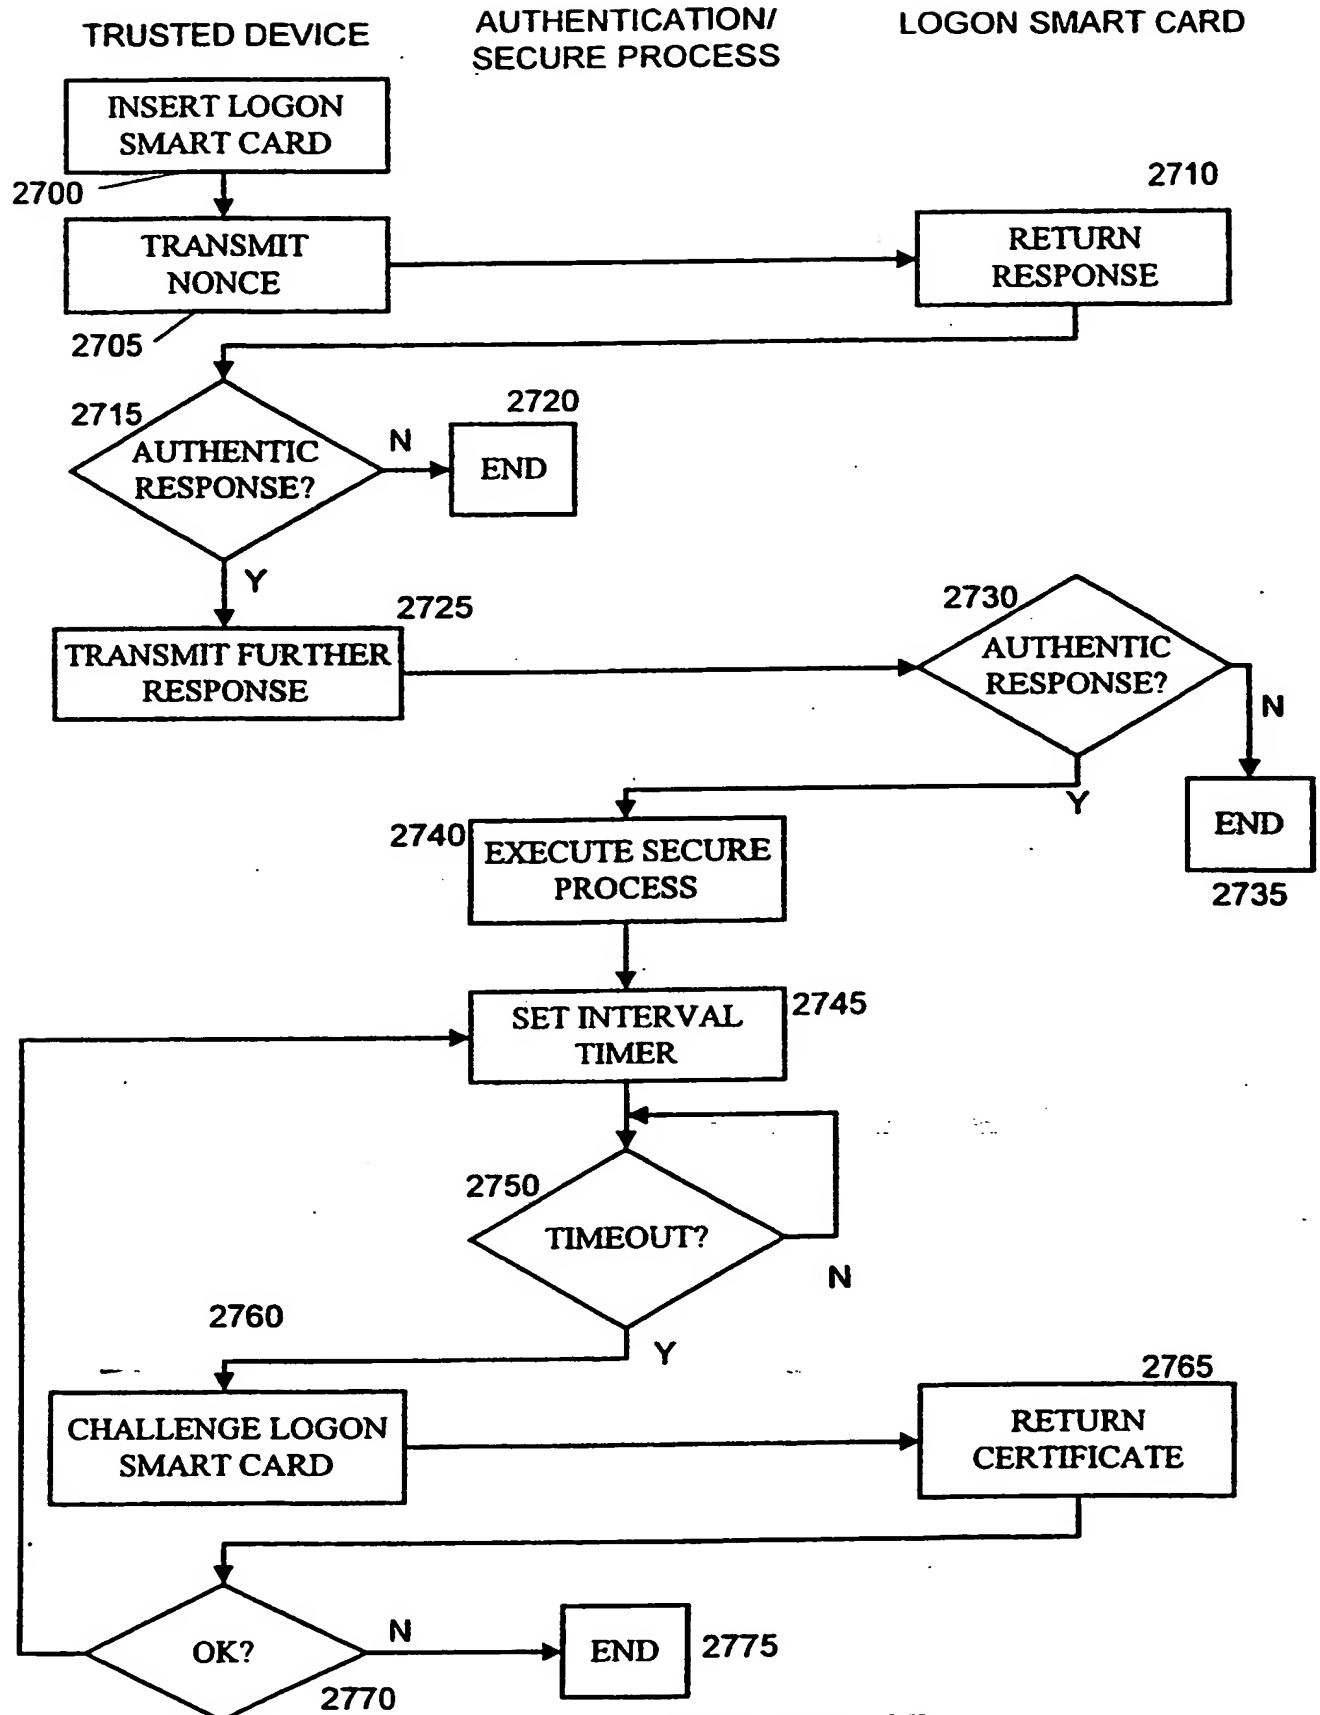 TRUSTED DEVICE
AUTHENTICATION/
SECURE PROCESS
LOGON SMART CARD
INSERT LOGON
SMART CARD
2700
2710
TRANSMIT
NONCE
RETURN
RESPONSE
2705
2715
AUTHENTIC
RESPONSE?
N
2720
END
Y
2725
TRANSMIT FURTHER
RESPONSE
2730
AUTHENTIC
RESPONSE?
N
Y
END
2735
2740
EXECUTE SECURE
PROCESS
SET INTERVAL
TIMER
2745
2750
TIMEOUT?
N
Y
2760
CHALLENGE LOGON
SMART CARD
2765
RETURN
CERTIFICATE
OK?
N
END
2775
2770